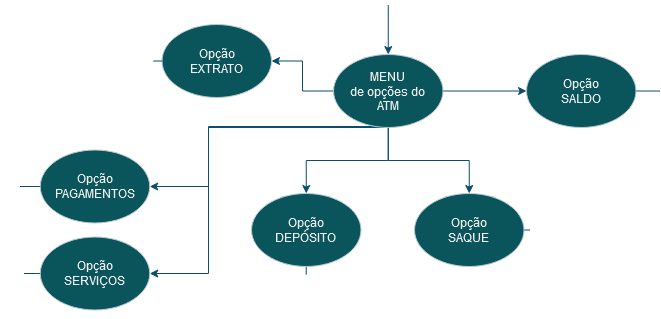 Opção
EXTRATO
MENU
de opções do
ATM
Opção
SALDO
Opção
PAGAMENTOS
Opção
DEPÓSITO
Opção
SAQUE
Opção
SERVIÇOS